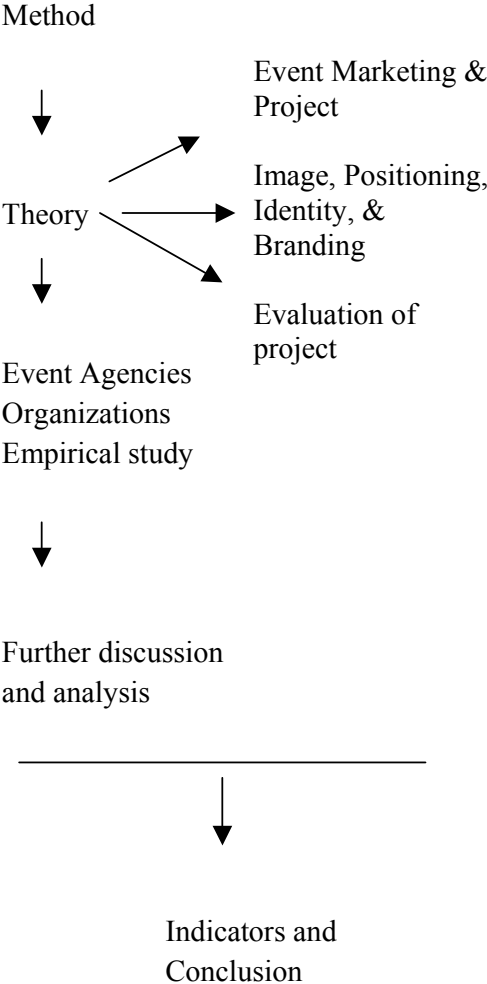 Method
Event Marketing &
Project
Image, Positioning,
Identity, &
Branding
Theory
Evaluation of
project
Event Agencies
Organizations
Empirical study
Further discussion
and analysis
Indicators and
Conclusion